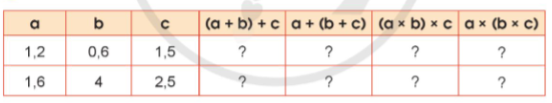 a b c (a + b) + c a + (b + c) (a × b) × c a × (b × c)
1,2 0,6 1,5 ? ? ? ?
1,6 4 2,5 ? ? ? ?